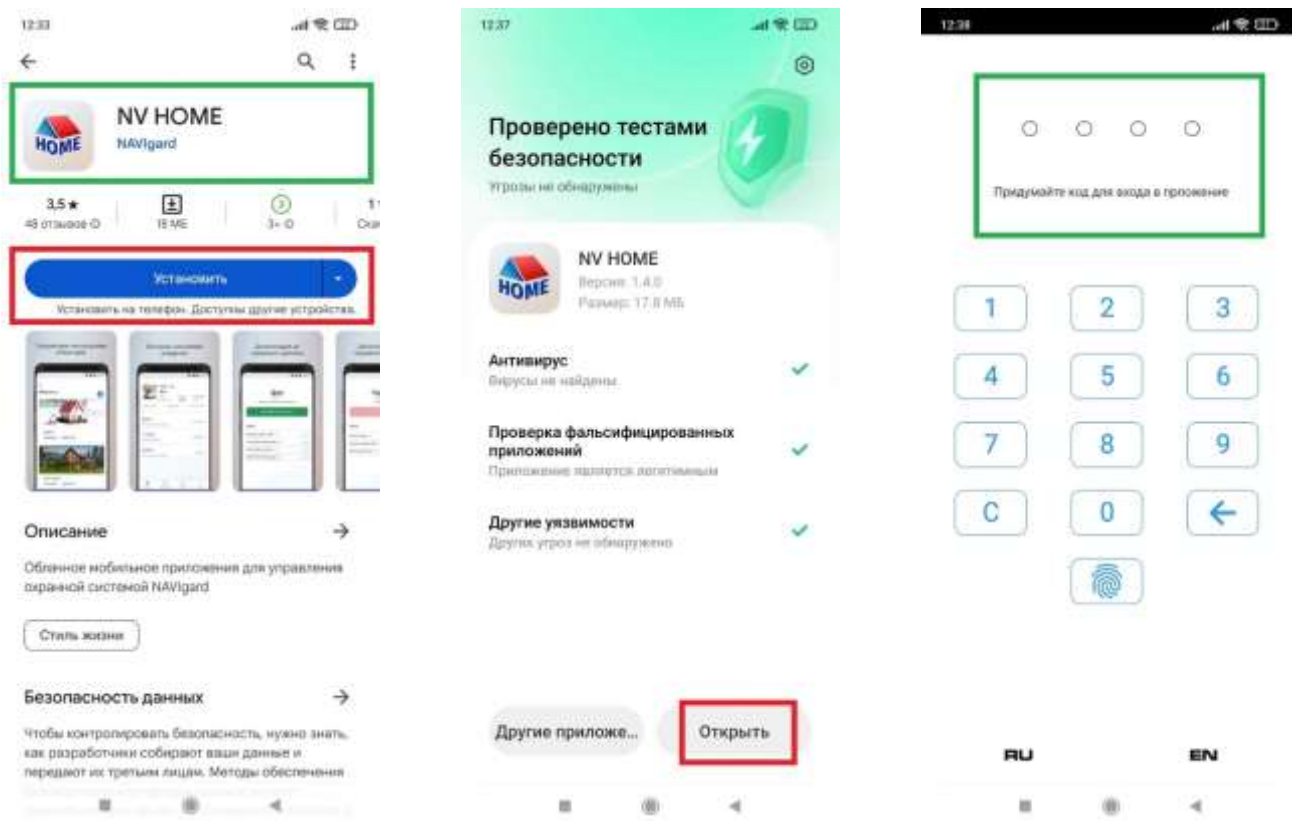 12:33
NV HOME
HOME
NAVIgard
3,5★
48 отзывов
18 МБ
3+
Установить
Установить на телефон. Доступны другие устройства.
Описание
Облачное мобильное приложения для управления
охранной системой NAVIgard
Стиль жизни
Безопасность данных
Чтобы контролировать безопасность, нужно знать,
как разработчики собирают ваши данные и
передают их третьим лицам. Методы обеспечения
12:37
Проверено тестами
безопасности
Угрозы не обнаружены
HOME
NV HOME
Версия: 1.4.0
Размер: 17.8 МБ
Антивирус
Вирусы не найдены
Проверка фальсифицированных
приложений
Приложение является легитимным
Другие уязвимости
Других угроз не обнаружено
Другие приложе...
Открыть
12:38
Придумайте код для входа в прложение
1 2 3
4 5 6
7 8 9
C 0
RU EN